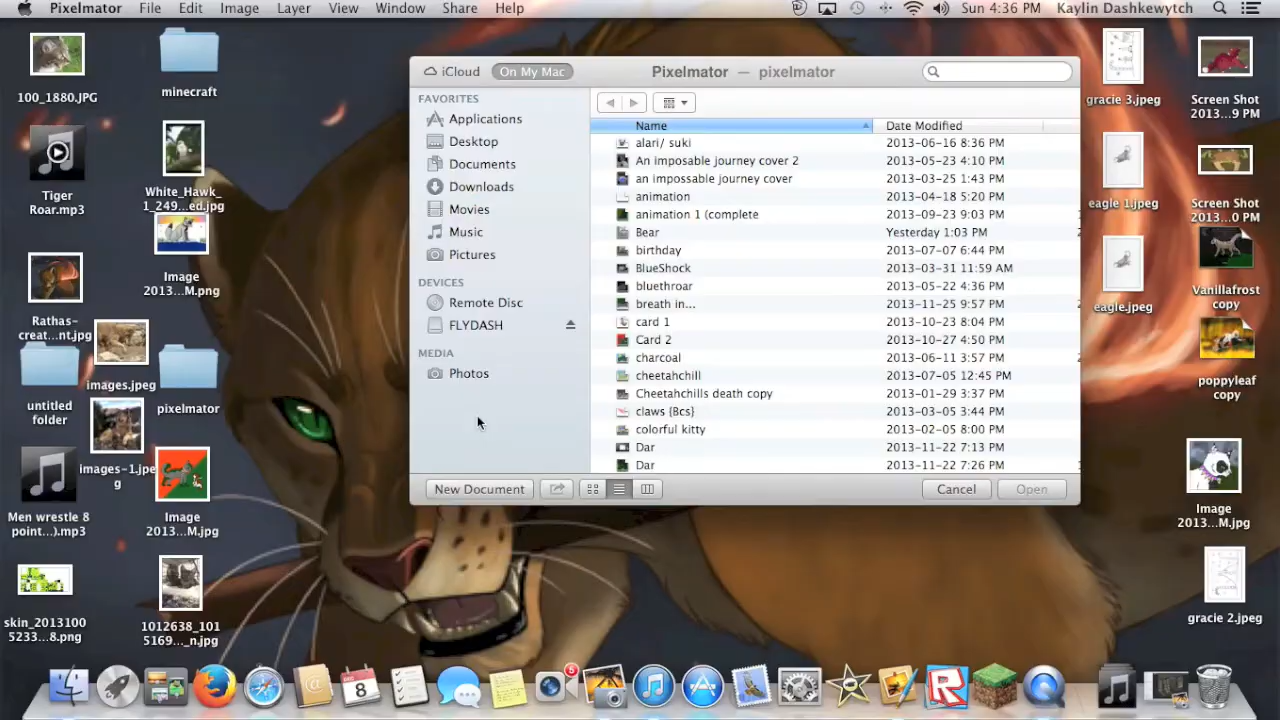 Pixelmator File Edit Image Layer View Window Share Help Sun 4:36 PM Kaylin Dashkewytch
100_1880.JPG
minecraft
Tiger
Roar.mp3
White_Hawk_
1_249...ed.jpg
Image
2013...M.png
Rathas-
creat...nt.jpg
images.jpeg
untitled
folder
pixelmator
images-1.jpe
g
Men wrestle 8
point...).mp3
Image
2013...M.jpg
skin_2013100
5233...8.png
1012638_101
5169..._n.jpg
iCloud On My Mac Pixelmator — pixelmator
FAVORITES
Applications
Desktop
Documents
Downloads
Movies
Music
Pictures
DEVICES
Remote Disc
FLYDASH
MEDIA
Photos
Name Date Modified
alari/ suki 2013-06-16 8:36 PM
An imposable journey cover 2 2013-05-23 4:10 PM
an impossable journey cover 2013-03-25 1:43 PM
animation 2013-04-18 5:20 PM
animation 1 (complete 2013-09-23 9:03 PM
Bear Yesterday 1:03 PM
birthday 2013-07-07 6:44 PM
BlueShock 2013-03-31 11:59 AM
bluethroar 2013-05-22 4:36 PM
breath in... 2013-11-25 9:57 PM
card 1 2013-10-23 8:04 PM
Card 2 2013-10-27 4:50 PM
charcoal 2013-06-11 3:57 PM
cheetahchill 2013-07-05 12:45 PM
Cheetachills death copy 2013-01-29 3:37 PM
claws {Bcs} 2013-03-05 3:44 PM
colorful kitty 2013-02-05 8:00 PM
Dar 2013-11-22 7:13 PM
Dar 2013-11-22 7:26 PM
New Document Cancel Open
gracie 3.jpeg
Screen Shot
2013...9 PM
eagle 1.jpeg
Screen Shot
2013...0 PM
eagle.jpeg
Vanillafrost
copy
poppyleaf
copy
Image
2013...M.jpg
gracie 2.jpeg
8
6